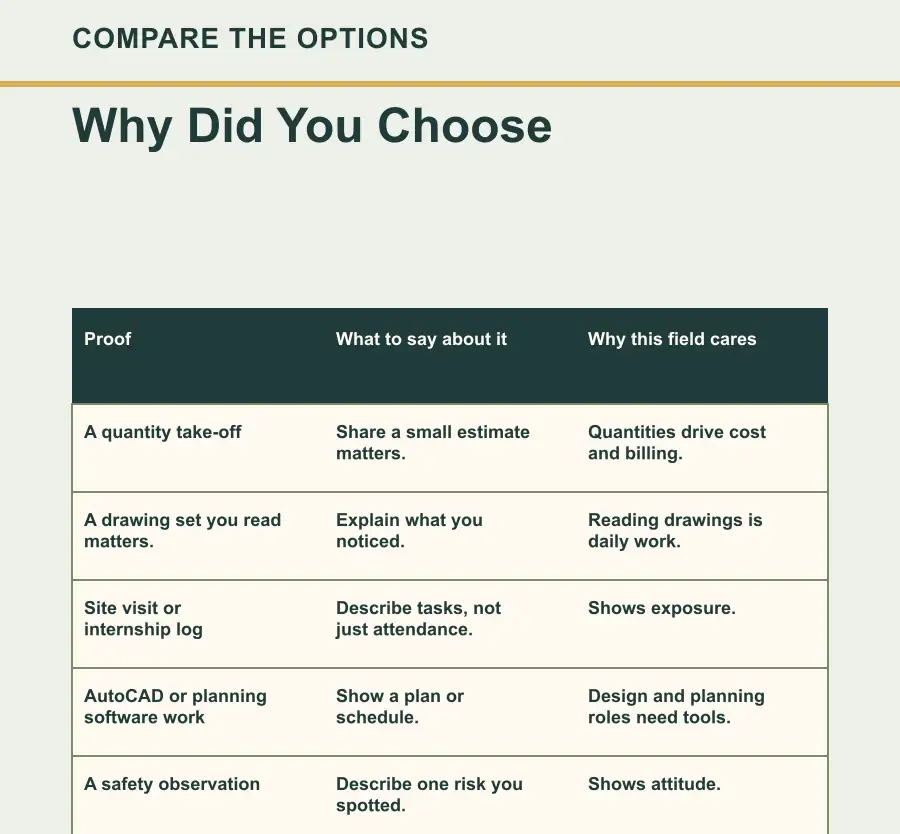 COMPARE THE OPTIONS
Why Did You Choose
Proof
What to say about it
Why this field cares
A quantity take-off
Share a small estimate
matters.
Quantities drive cost
and billing.
A drawing set you read
matters.
Explain what you
noticed.
Reading drawings is
daily work.
Site visit or
internship log
Describe tasks, not
just attendance.
Shows exposure.
AutoCAD or planning
software work
Show a plan or
schedule.
Design and planning
roles need tools.
A safety observation
Describe one risk you
spotted.
Shows attitude.